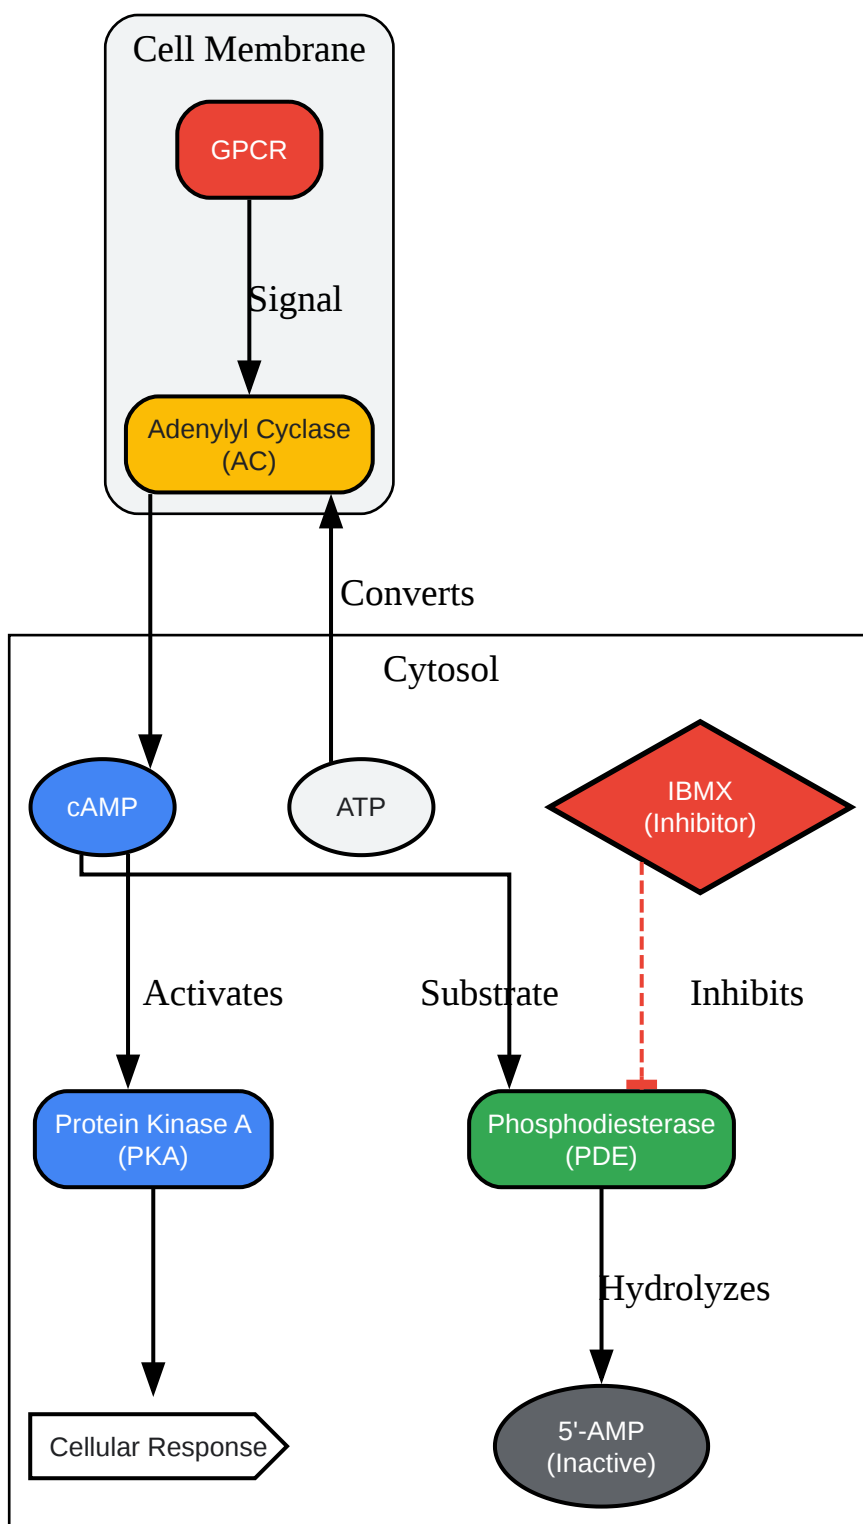 Cell Membrane
GPCR
Signal
Adenylyl Cyclase
(AC)
Converts
Cytosol
cAMP
ATP
IBMX
(Inhibitor)
Activates
Substrate
Inhibits
Protein Kinase A
(PKA)
Phosphodiesterase
(PDE)
Hydrolyzes
Cellular Response
5'-AMP
(Inactive)